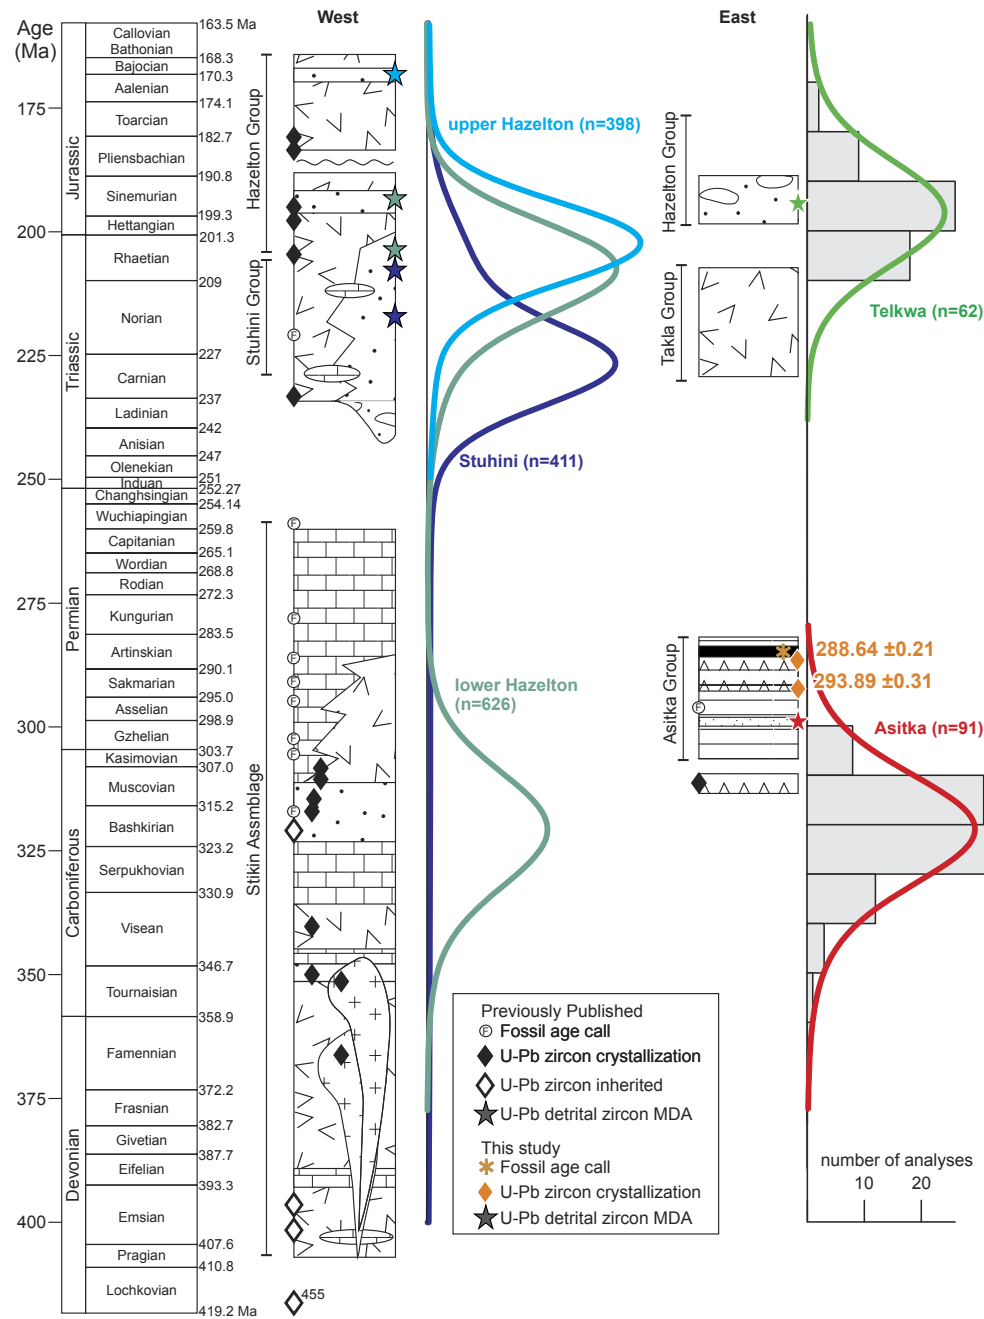 West
East
Age
(Ma)
163.5 Ma
Callovian
Bathonian
168.3
Bajocian
170.3
Aalenian
174.1
175
Toarcian
182.7
Pliensbachian
190.8
Sinemurian
199.3
200
Hettangian
201.3
Rhaetian
209
Norian
225
227
Carnian
237
Ladinian
242
Anisian
247
Olenekian
250
251
Induan
252.27
Changhsingian
254.14
Wuchiapingian
259.8
Capitanian
265.1
Wordian
268.8
Rodian
272.3
275
Kungurian
283.5
Artinskian
290.1
Sakmarian
295.0
Asselian
298.9
300
Gzhelian
303.7
Kasimovian
307.0
Muscovian
315.2
Bashkirian
323.2
325
Serpukhovian
330.9
Visean
346.7
350
Tournaisian
358.9
Famennian
372.2
375
Frasnian
382.7
Givetian
387.7
Eifelian
393.3
400
Emsian
407.6
Pragian
410.8
Lochkovian
419.2 Ma
Jurassic
Triassic
Permian
Carboniferous
Devonian
Hazelton Group
Stuhini Group
Stikin Assmblage
F
F
F
F
F
F
F
F
F
455
upper Hazelton (n=398)
Stuhini (n=411)
lower Hazelton
(n=626)
Hazelton Group
Takla Group
Asitka Group
F
Telkwa (n=62)
288.64 ±0.21
293.89 ±0.31
Asitka (n=91)
number of analyses
10
20
Previously Published
F Fossil age call
U-Pb zircon crystallization
U-Pb zircon inherited
U-Pb detrital zircon MDA
This study
Fossil age call
U-Pb zircon crystallization
U-Pb detrital zircon MDA